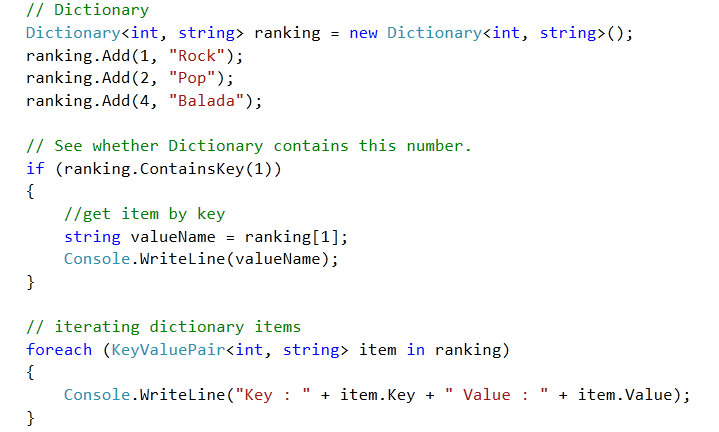 // Dictionary
Dictionary<int, string> ranking = new Dictionary<int, string>();
ranking.Add(1, "Rock");
ranking.Add(2, "Pop");
ranking.Add(4, "Balada");
// See whether Dictionary contains this number.
if (ranking.ContainsKey(1))
{
    //get item by key
    string valueName = ranking[1];
    Console.WriteLine(valueName);
}
// iterating dictionary items
foreach (KeyValuePair<int, string> item in ranking)
{
    Console.WriteLine("Key : " + item.Key + " Value : " + item.Value);
}